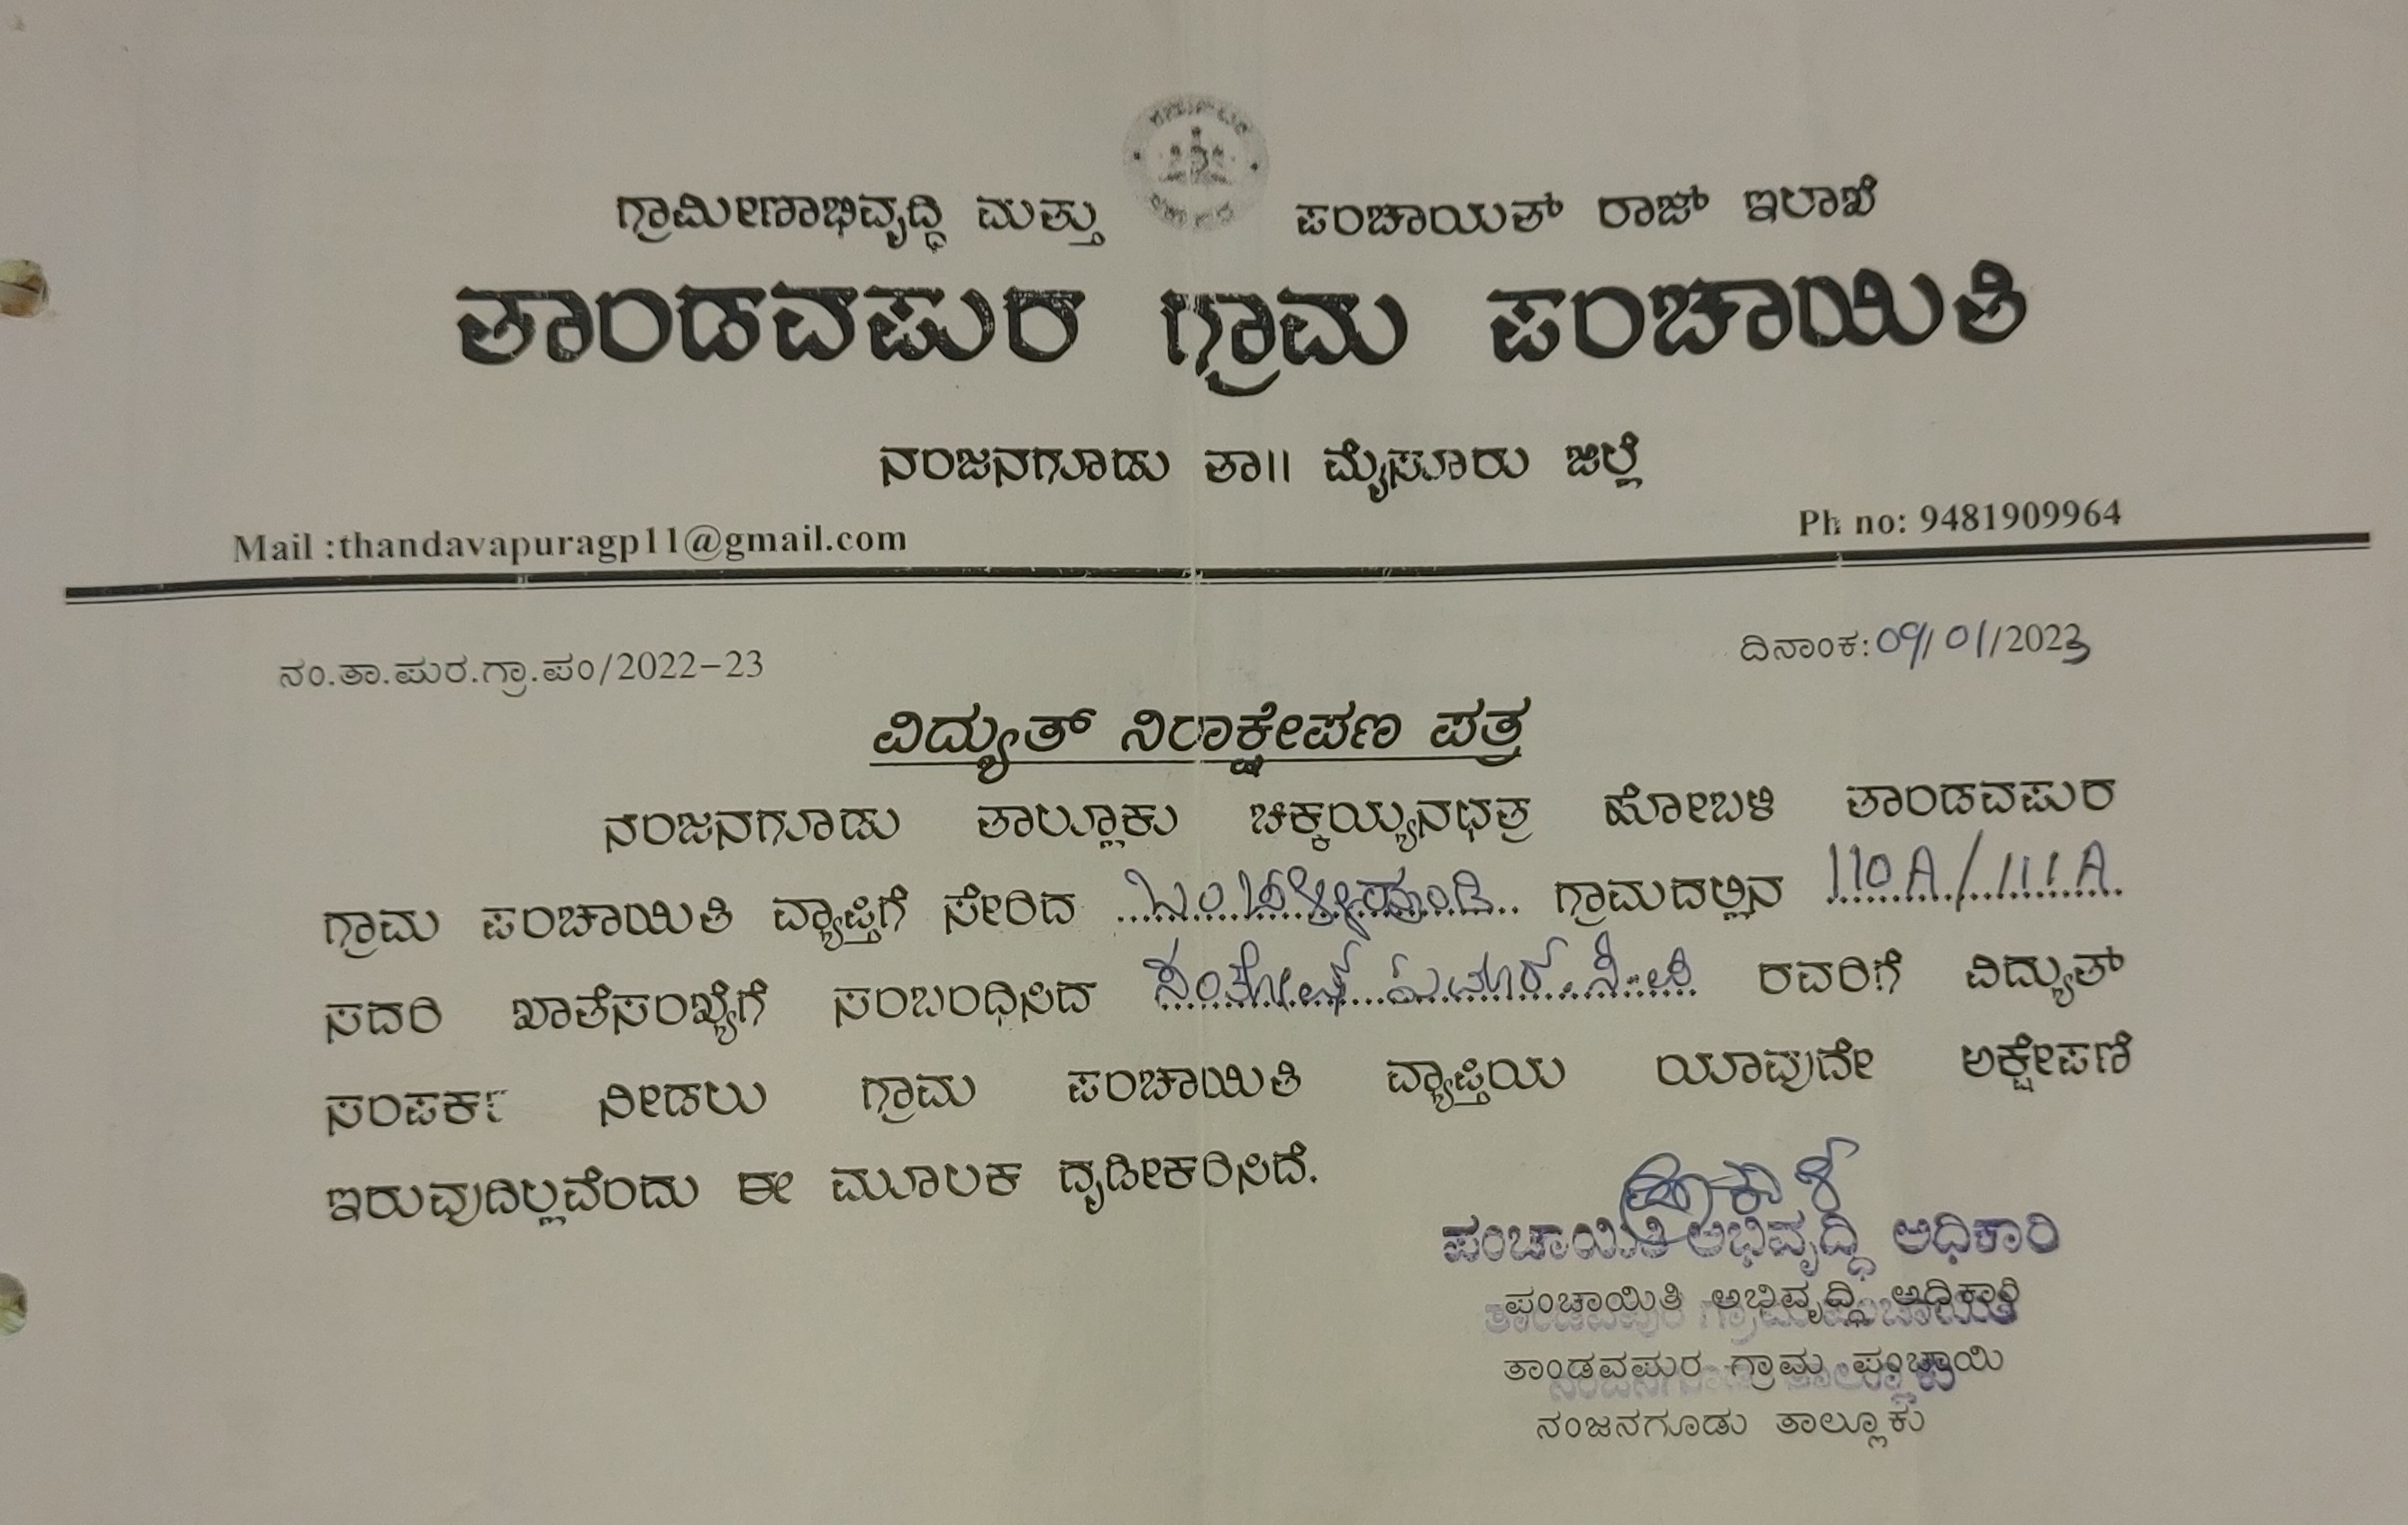 ಗ್ರಾಮೀಣಾಭಿವೃದ್ಧಿ ಮತ್ತು ಪಂಚಾಯತ್ ರಾಜ್ ಇಲಾಖೆ
ತಾಂಡವಪುರ ಗ್ರಾಮ ಪಂಚಾಯಿತಿ
ನಂಜನಗೂಡು ತಾ॥ ಮೈಸೂರು ಜಿಲ್ಲೆ
Mail :thandavapuragp11@gmail.com Ph no: 9481909964
ನಂ.ತಾ.ಪುರ.ಗ್ರಾ.ಪಂ/2022-23 ದಿನಾಂಕ:09/01/2023
ವಿದ್ಯುತ್ ನಿರಾಕ್ಷೇಪಣ ಪತ್ರ
ನಂಜನಗೂಡು ತಾಲ್ಲೂಕು ಚಿಕ್ಕಯ್ಯನಛತ್ರ ಹೋಬಳಿ ತಾಂಡವಪುರ
ಗ್ರಾಮ ಪಂಚಾಯಿತಿ ವ್ಯಾಪ್ತಿಗೆ ಸೇರಿದ ಗ್ರಾಮದಲ್ಲಿನ 110A/111A
ಸದರಿ ಖಾತೆಸಂಖ್ಯೆಗೆ ಸಂಬಂಧಿಸಿದ ಸಂತೋಷ್ ರವರಿಗೆ ವಿದ್ಯುತ್
ಸಂಪರ್ಕ ನೀಡಲು ಗ್ರಾಮ ಪಂಚಾಯಿತಿ ವ್ಯಾಪ್ತಿಯ ಯಾವುದೇ ಅಕ್ಷೇಪಣೆ
ಇರುವುದಿಲ್ಲವೆಂದು ಈ ಮೂಲಕ ದೃಡೀಕರಿಸಿದೆ.
ಪಂಚಾಯಿತಿ ಅಭಿವೃದ್ಧಿ ಅಧಿಕಾರಿ
ಪಂಚಾಯಿತಿ ಅಭಿವೃದ್ಧಿ ಅಧಿಕಾರಿ
ತಾಂಡವಪುರ ಗ್ರಾಮ ಪಂಚಾಯಿತಿ
ತಾಂಡವಪುರ ಗ್ರಾಮ ಪಂಚಾಯಿ
ನಂಜನಗೂಡು ತಾಲ್ಲೂಕು
ನಂಜನಗೂಡು ತಾಲ್ಲೂಕು